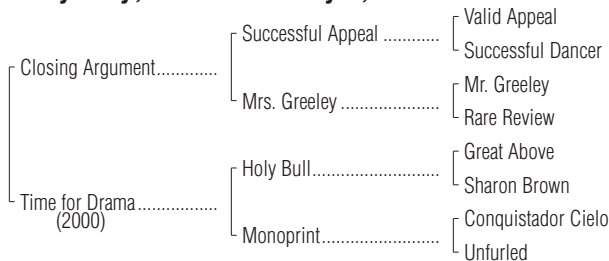 Valid Appeal
Successful Appeal ............
Successful Dancer
Closing Argument.............
Mr. Greeley
Mrs. Greeley .....................
Rare Review
Great Above
Holy Bull...........................
Sharon Brown
Time for Drama.................
(2000)
Conquistador Cielo
Monoprint.........................
Unfurled